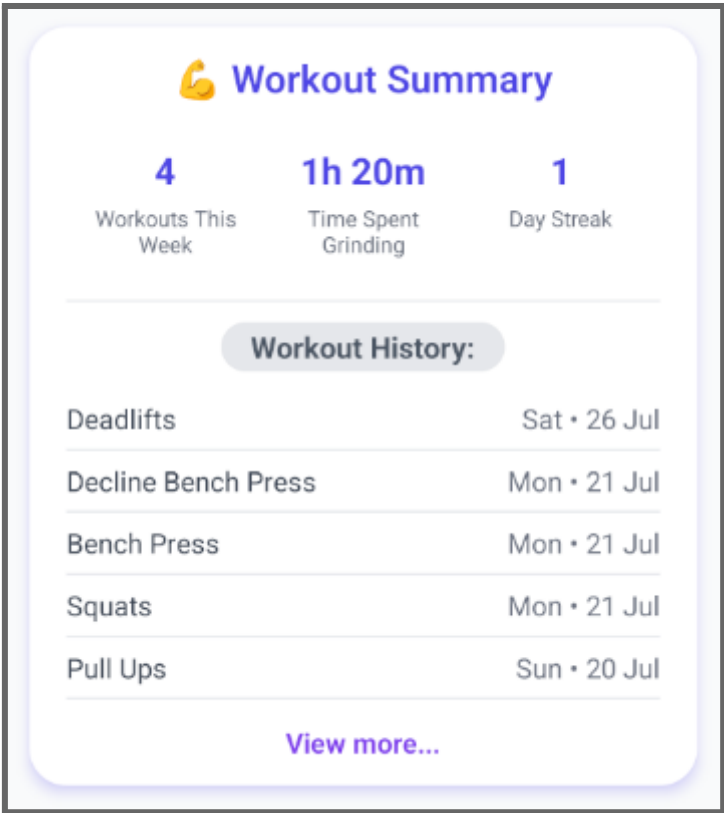 💪 Workout Summary
4
Workouts This
Week
1h 20m
Time Spent
Grinding
1
Day Streak
Workout History:
Deadlifts Sat • 26 Jul
Decline Bench Press Mon • 21 Jul
Bench Press Mon • 21 Jul
Squats Mon • 21 Jul
Pull Ups Sun • 20 Jul
View more...